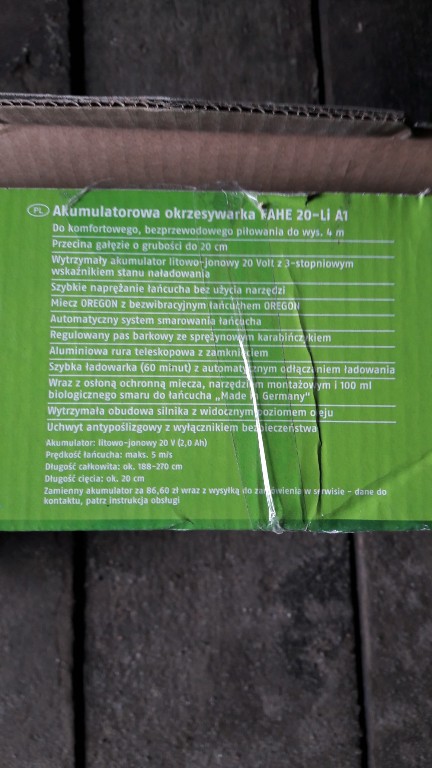 PL Akumulatorowa okrzesywarka FAHE 20-Li A1
Do komfortowego, bezprzewodowego piłowania do wys. 4 m
Przecina gałęzie o grubości do 20 cm
Wytrzymały akumulator litowo-jonowy 20 Volt z 3-stopniowym
wskaźnikiem stanu naładowania
Szybkie naprężanie łańcucha bez użycia narzędzi
Miecz OREGON z bezwibracyjnym łańcuchem OREGON
Automatyczny system smarowania łańcucha
Regulowany pas barkowy ze sprężynowym karabińczykiem
Aluminiowa rura teleskopowa z zamknięciem
Szybka ładowarka (60 minut) z automatycznym odłączaniem ładowania
Wraz z osłoną ochronną miecza, narzędziem montażowym i 100 ml
biologicznego smaru do łańcucha „Made in Germany"
Wytrzymała obudowa silnika z widocznym poziomem oleju
Uchwyt antypoślizgowy z wyłącznikiem bezpieczeństwa
Akumulator: litowo-jonowy 20 V (2,0 Ah)
Prędkość łańcucha: maks. 5 m/s
Długość całkowita: ok. 188-270 cm
Długość cięcia: ok. 20 cm
Zamienny akumulator za 86,60 zł wraz z wysyłką do zamówienia w serwisie - dane do
kontaktu, patrz instrukcja obsługi